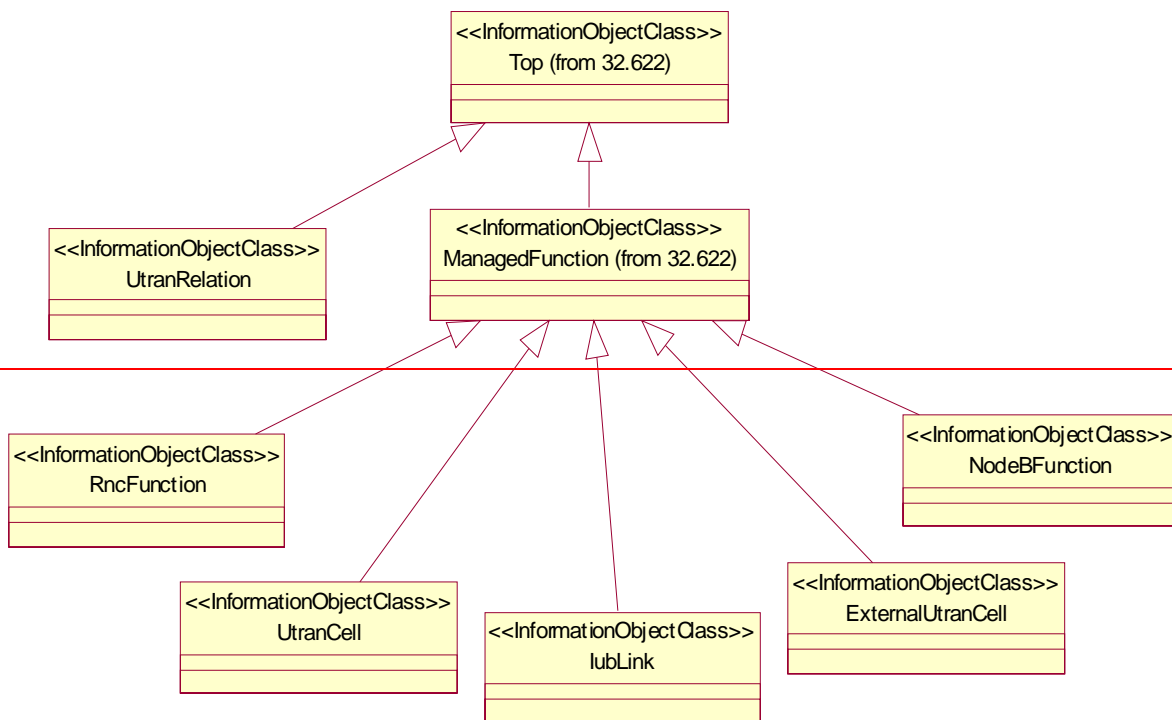 <<InformationObjectClass>>
Top (from 32.622)
<<InformationObjectClass>>
ManagedFunction (from 32.622)
<<InformationObjectClass>>
UtranRelation
<<InformationObjectClass>>
RncFunction
<<InformationObjectClass>>
NodeBFunction
<<InformationObjectClass>>
UtranCell
<<InformationObjectClass>>
IubLink
<<InformationObjectClass>>
ExternalUtranCell